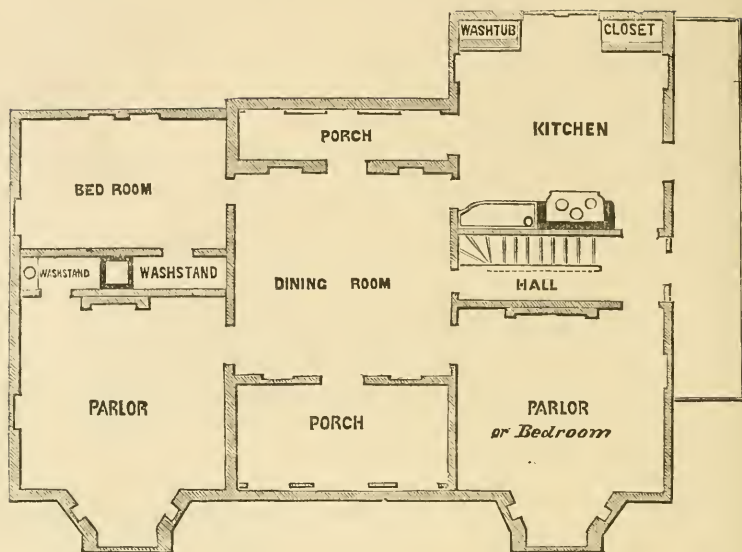 WASHTUB
CLOSET
PORCH
KITCHEN
BED ROOM
WASHSTAND
WASHSTAND
DINING ROOM
HALL
PARLOR
PORCH
PARLOR
or Bedroom